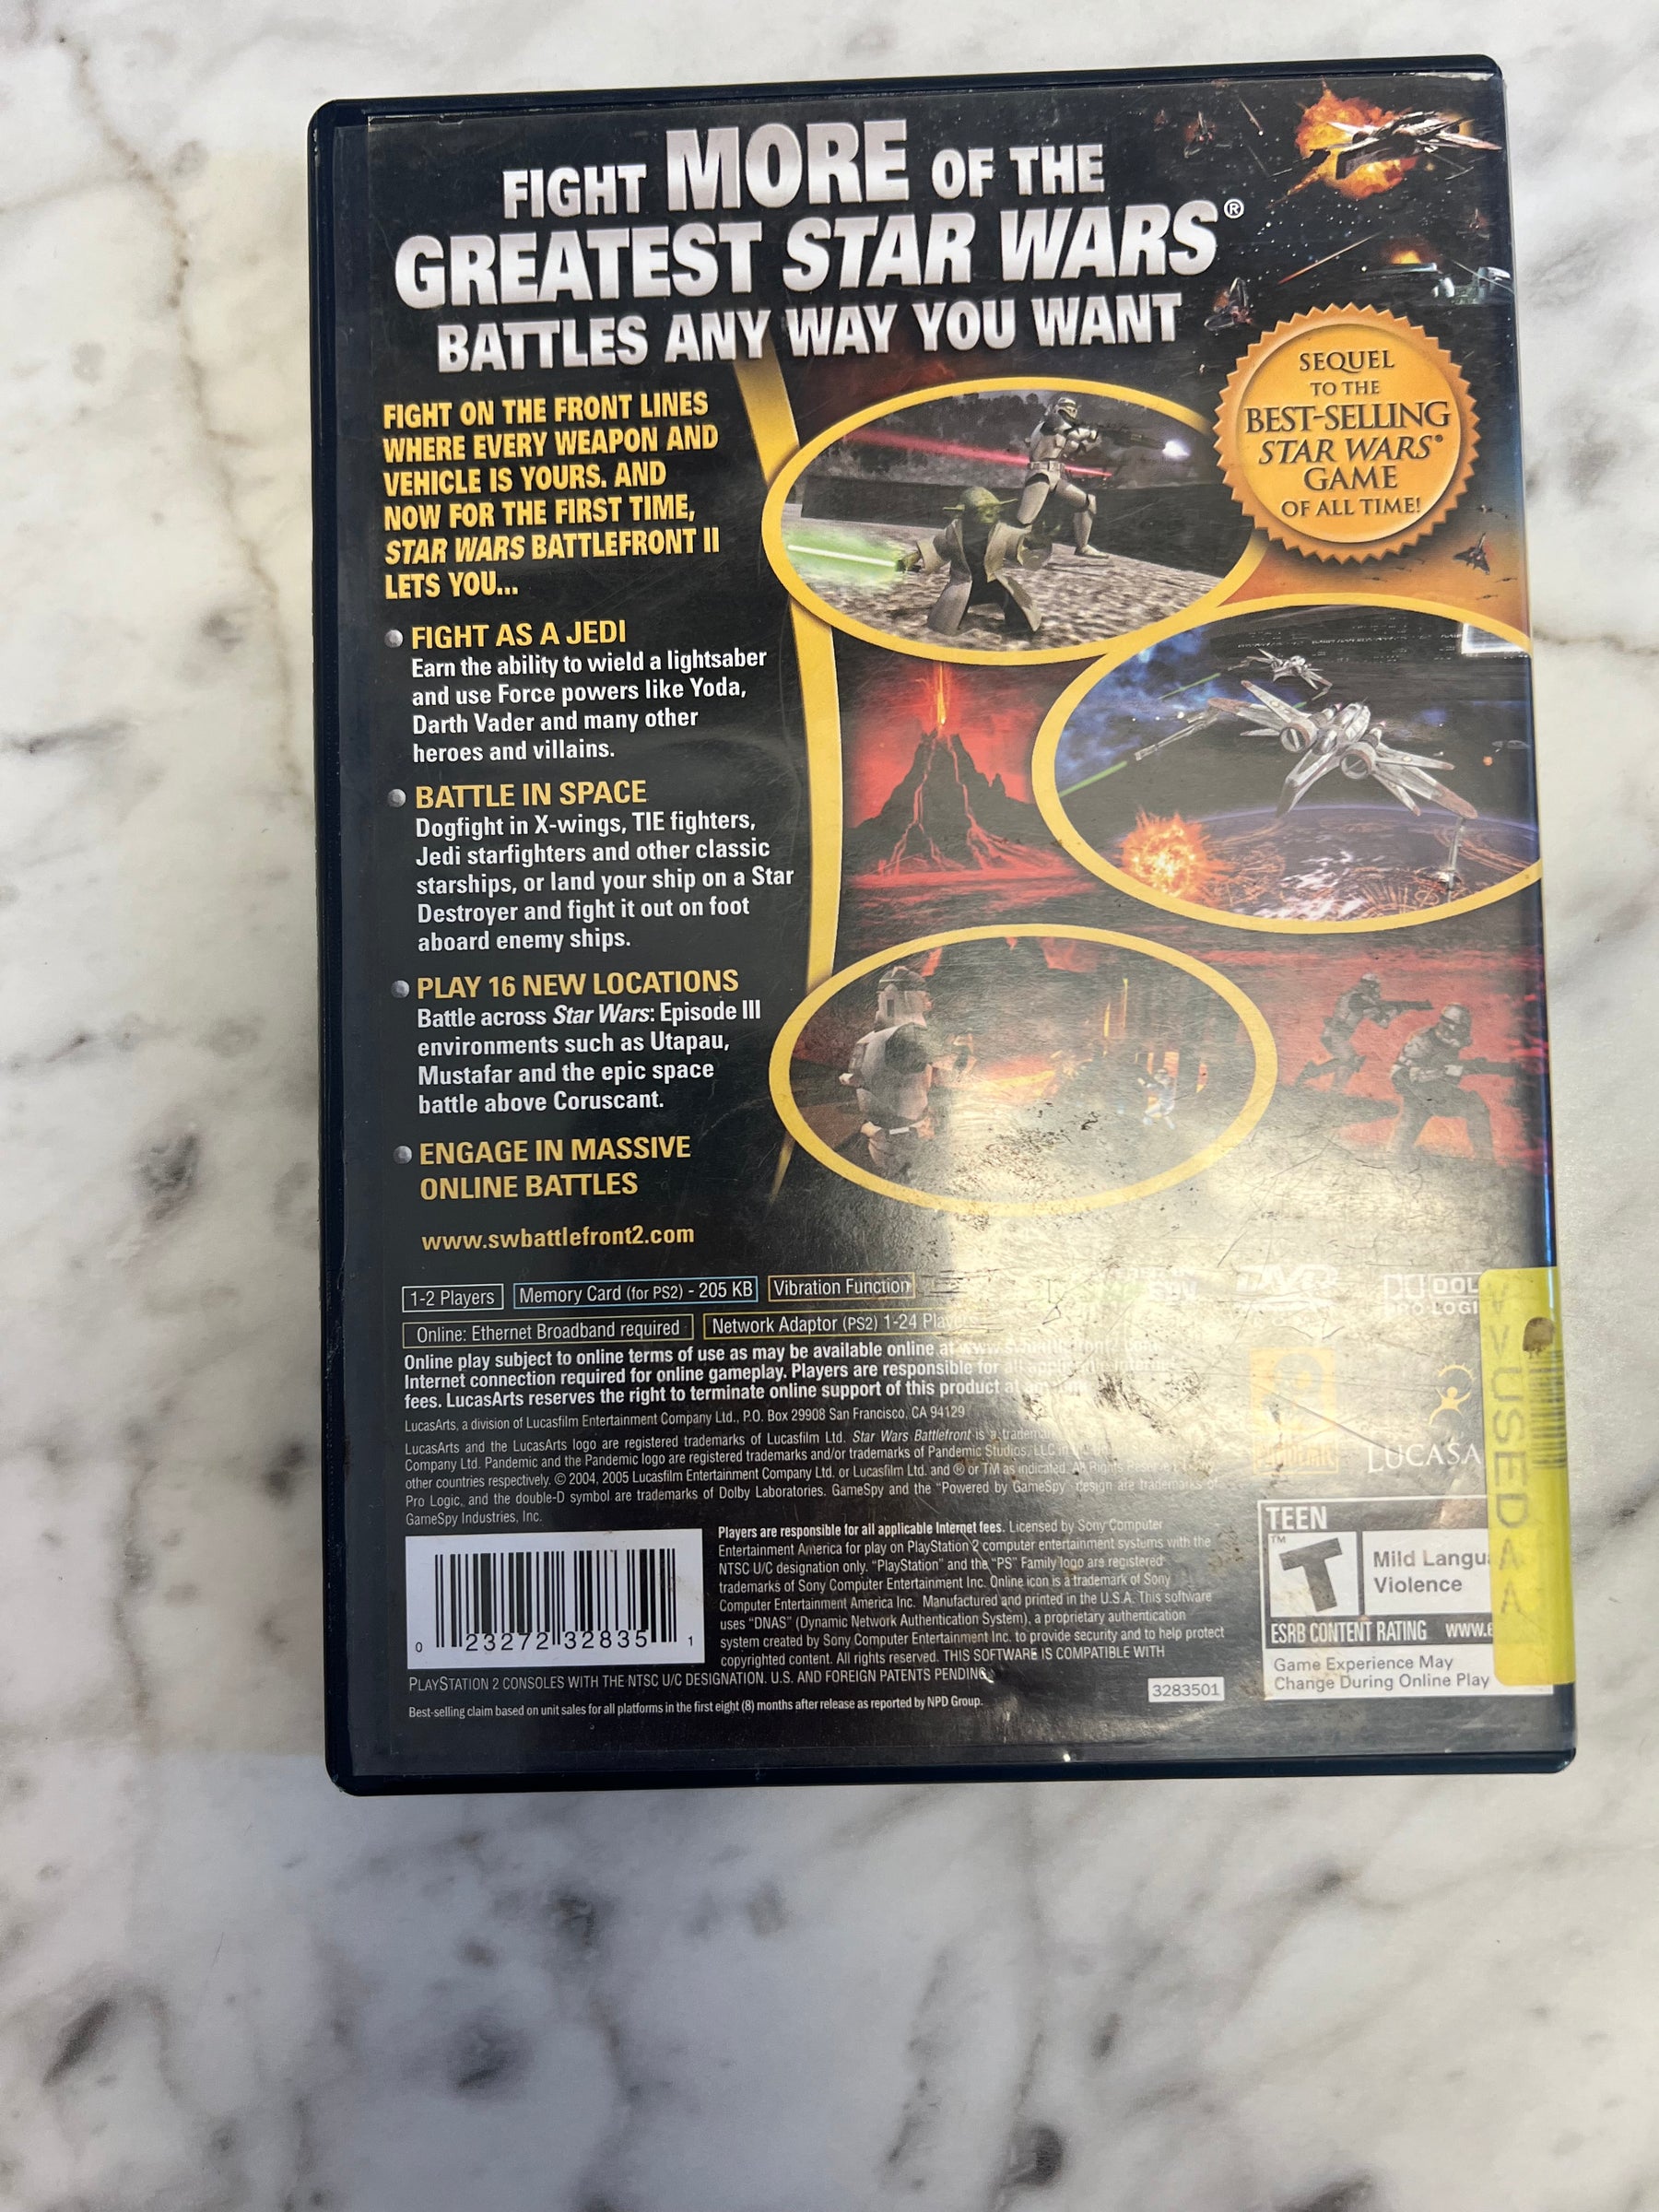 FIGHT MORE OF THE
GREATEST STAR WARS®
BATTLES ANY WAY YOU WANT
SEQUEL
TO THE
BEST-SELLING
STAR WARS®
GAME
OF ALL TIME!
FIGHT ON THE FRONT LINES
WHERE EVERY WEAPON AND
VEHICLE IS YOURS. AND
NOW FOR THE FIRST TIME,
STAR WARS BATTLEFRONT II
LETS YOU...
FIGHT AS A JEDI
Earn the ability to wield a lightsaber
and use Force powers like Yoda,
Darth Vader and many other
heroes and villains.
BATTLE IN SPACE
Dogfight in X-wings, TIE fighters,
Jedi starfighters and other classic
starships, or land your ship on a Star
Destroyer and fight it out on foot
aboard enemy ships.
PLAY 16 NEW LOCATIONS
Battle across Star Wars: Episode III
environments such as Utapau,
Mustafar and the epic space
battle above Coruscant.
ENGAGE IN MASSIVE
ONLINE BATTLES
www.swbattlefront2.com
1-2 Players
Memory Card (for PS2) - 205 KB
Vibration Function
Online: Ethernet Broadband required
Network Adaptor (PS2) 1-24 Players
Online play subject to online terms of use as may be available online at www.swbattlefront2.com.
Internet connection required for online gameplay. Players are responsible for all applicable Internet
fees. LucasArts reserves the right to terminate online support of this product at any time.
LucasArts, a division of Lucasfilm Entertainment Company Ltd., P.O. Box 29908 San Francisco, CA 94129
LucasArts and the LucasArts logo are registered trademarks of Lucasfilm Ltd. Star Wars Battlefront is a
Company Ltd. Pandemic and the Pandemic logo are registered trademarks and/or trademarks of Pandemic Studios, LLC in
other countries respectively. © 2004, 2005 Lucasfilm Entertainment Company Ltd. or Lucasfilm Ltd. and ® or TM as indicated. All Rights
Pro Logic, and the double-D symbol are trademarks of Dolby Laboratories. GameSpy and the "Powered by GameSpy" design are trademarks of
GameSpy Industries, Inc.
LUCASA
Players are responsible for all applicable Internet fees. Licensed by Sony Computer
Entertainment America for play on PlayStation 2 computer entertainment systems with the
NTSC U/C designation only. "PlayStation" and the "PS" Family logo are registered
trademarks of Sony Computer Entertainment Inc. Online icon is a trademark of Sony
Computer Entertainment America Inc. Manufactured and printed in the U.S.A. This software
uses "DNAS" (Dynamic Network Authentication System), a proprietary authentication
system created by Sony Computer Entertainment Inc. to provide security and to help protect
copyrighted content. All rights reserved. THIS SOFTWARE IS COMPATIBLE WITH
PLAYSTATION 2 CONSOLES WITH THE NTSC U/C DESIGNATION. U.S. AND FOREIGN PATENTS PENDING.
0 23272 32835 1
Best-selling claim based on unit sales for all platforms in the first eight (8) months after release as reported by NPD Group.
3283501
TEEN
T
TM
Mild Langu
Violence
ESRB CONTENT RATING www.e
Game Experience May
Change During Online Play
VVUSEDAAA